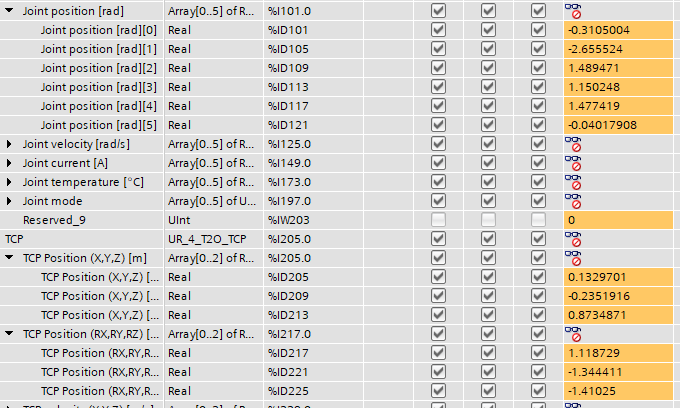 Joint position [rad] Array[0..5] of R... %I101.0
Joint position [rad][0] Real %ID101 -0.3105004
Joint position [rad][1] Real %ID105 -2.655524
Joint position [rad][2] Real %ID109 1.489471
Joint position [rad][3] Real %ID113 1.150248
Joint position [rad][4] Real %ID117 1.477419
Joint position [rad][5] Real %ID121 -0.04017908
Joint velocity [rad/s] Array[0..5] of R... %I125.0
Joint current [A] Array[0..5] of R... %I149.0
Joint temperature [°C] Array[0..5] of R... %I173.0
Joint mode Array[0..5] of U... %I197.0
Reserved_9 UInt %IW203 0
TCP UR_4_T2O_TCP %I205.0
TCP Position (X,Y,Z) [m] Array[0..2] of R... %I205.0
TCP Position (X,Y,Z) [... Real %ID205 0.1329701
TCP Position (X,Y,Z) [... Real %ID209 -0.2351916
TCP Position (X,Y,Z) [... Real %ID213 0.8734871
TCP Position (RX,RY,RZ) [... Array[0..2] of R... %I217.0
TCP Position (RX,RY,R... Real %ID217 1.118729
TCP Position (RX,RY,R... Real %ID221 -1.344411
TCP Position (RX,RY,R... Real %ID225 -1.41025